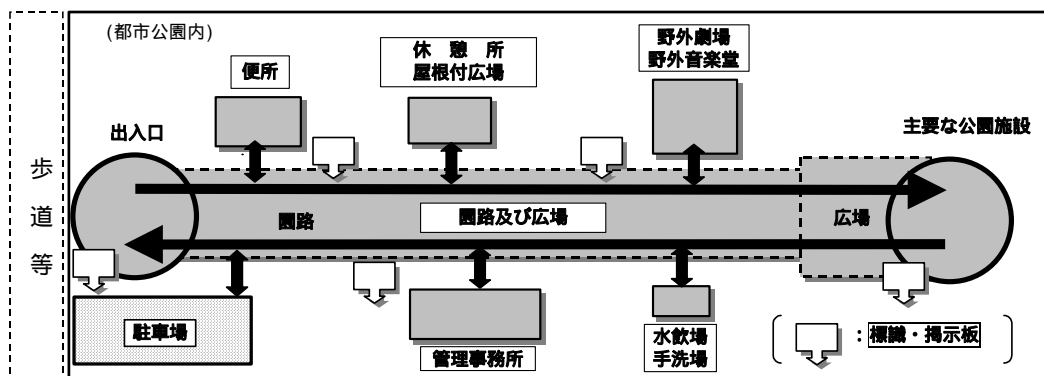 (都市公園内)
便所
休憩所
屋根付広場
野外劇場
野外音楽堂
出入口
主要な公園施設
歩道等
園路
園路及び広場
広場
駐車場
管理事務所
水飲場
手洗場
：標識・掲示板